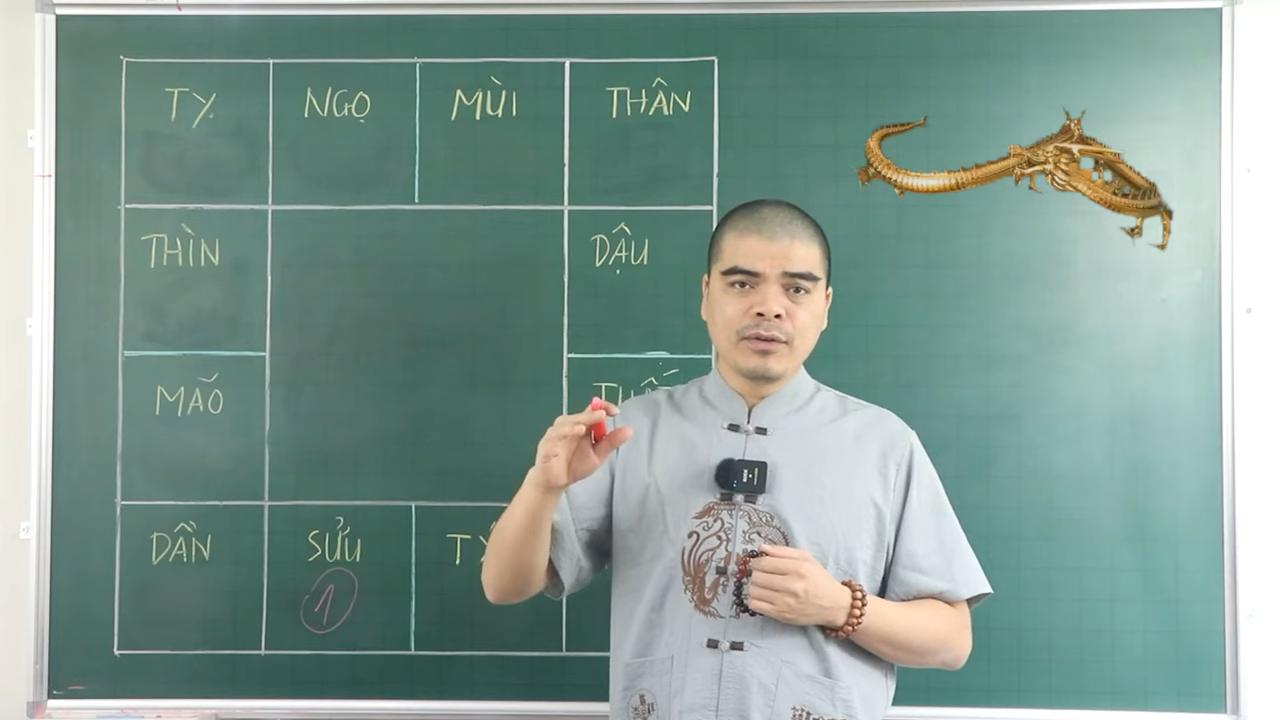 TỴ
NGỌ
MÙI
THÂN
THÌN
DẬU
MÃO
DẦN
SỬU
1